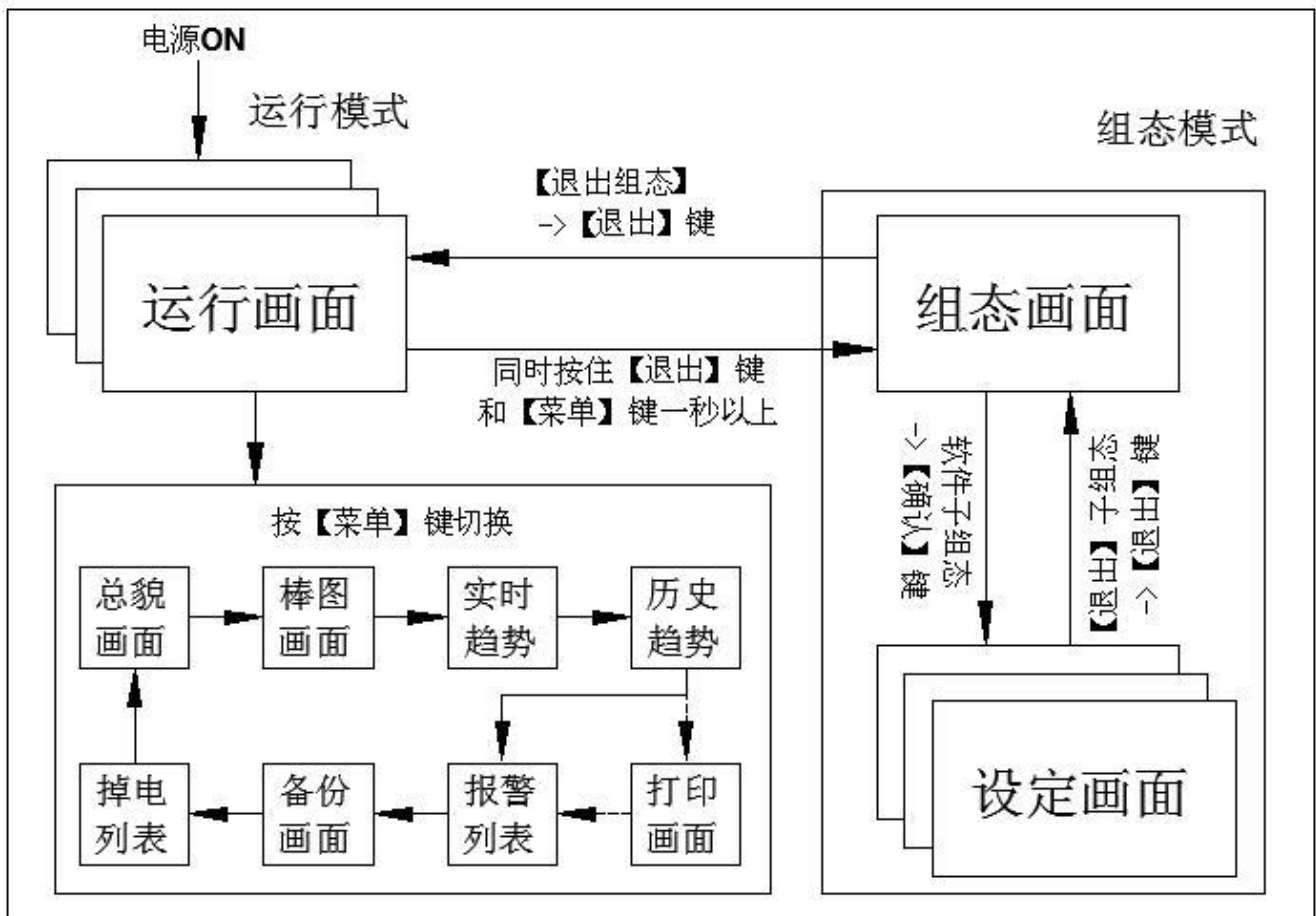 电源ON
运行模式
组态模式
【退出组态】
->【退出】键
运行画面
组态画面
同时按住【退出】键
和【菜单】键一秒以上
软件子组态
->【确认】键
【退出】子组态
->【退出】键
按【菜单】键切换
总貌
画面
棒图
画面
实时
趋势
历史
趋势
掉电
列表
备份
画面
报警
列表
打印
画面
设定画面